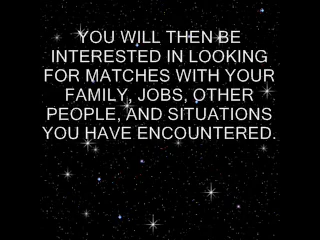 YOU WILL THEN BE
INTERESTED IN LOOKING
FOR MATCHES WITH YOUR
FAMILY, JOBS, OTHER
PEOPLE, AND SITUATIONS
YOU HAVE ENCOUNTERED.